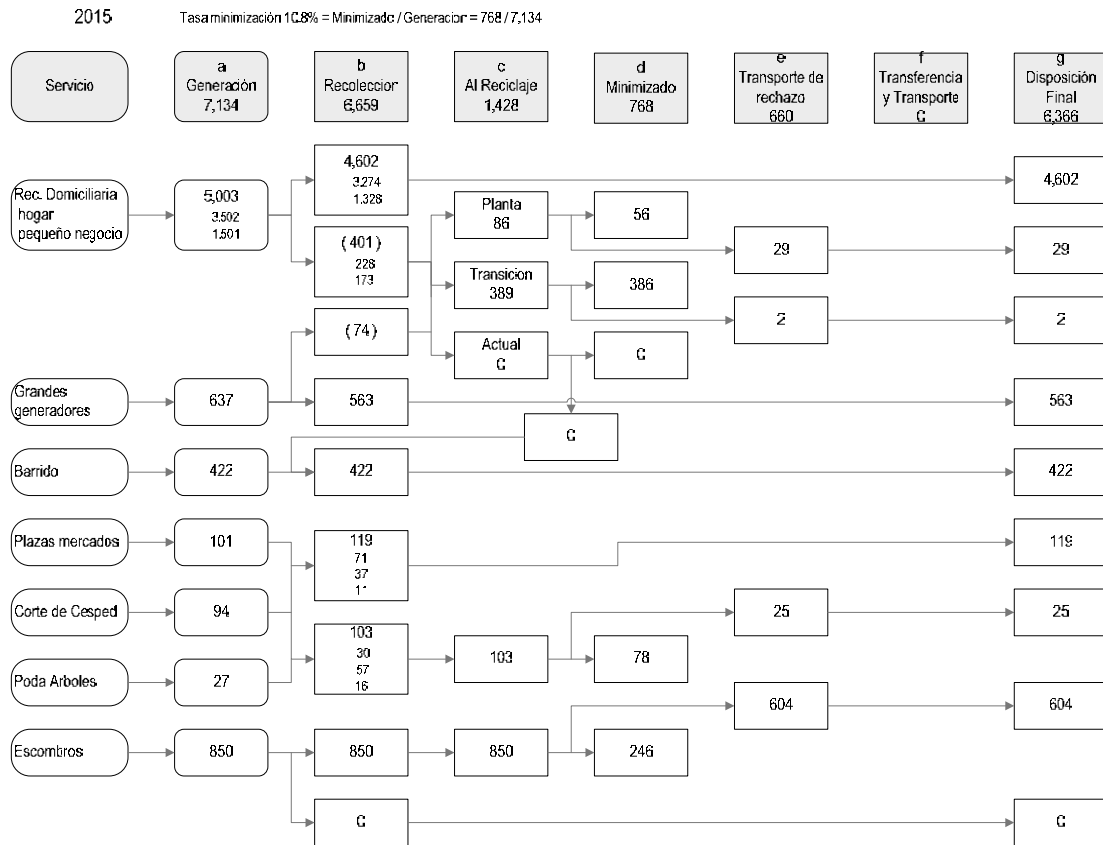 2015
Tasa minimización 10.8% = Minimizado / Generacion = 768 / 7,134
Servicio
a
Generación
7,134
b
Recoleccion
6,659
c
Al Reciclaje
1,428
d
Minimizado
768
e
Transporte de
rechazo
660
f
Transferencia
y Transporte
0
g
Disposición
Final
6,366
Rec. Domiciliaria
hogar
pequeño negocio
5,003
3,502
1,501
4,602
3,274
1,328
4,602
(401)
228
173
Planta
86
56
29
29
Transicion
389
386
2
2
(74)
Actual
0
0
Grandes
generadores
637
563
563
0
Barrido
422
422
422
Plazas mercados
101
119
71
37
11
119
Corte de Cesped
94
25
25
103
30
57
16
103
78
Poda Arboles
27
604
604
Escombros
850
850
850
246
0
0